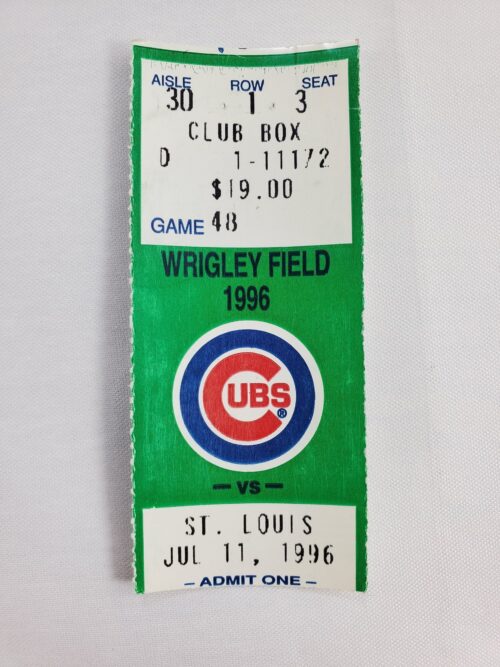 AISLE ROW SEAT
30 1 3
CLUB BOX
D 1-11172
$19.00
GAME 48
WRIGLEY FIELD
1996
CUBS®
- VS -
ST. LOUIS
JUL 11, 1996
- ADMIT ONE -